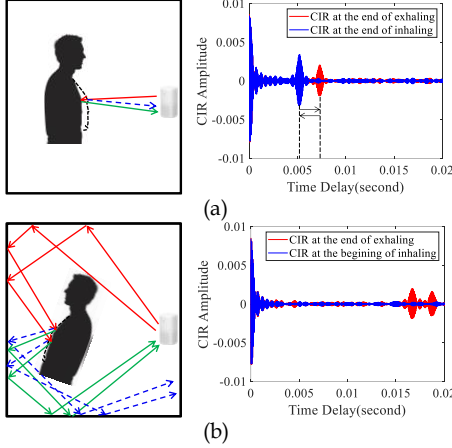 CIR at the end of exhaling
CIR at the end of inhaling
0.01
0.005
0
-0.005
-0.01
CIR Amplitude
0
0.005
0.01
0.015
0.02
Time Delay(second)
(a)
CIR at the end of exhaling
CIR at the begining of inhaling
0.01
0.005
0
-0.005
-0.01
CIR Amplitude
0
0.005
0.01
0.015
0.02
Time Delay(second)
(b)